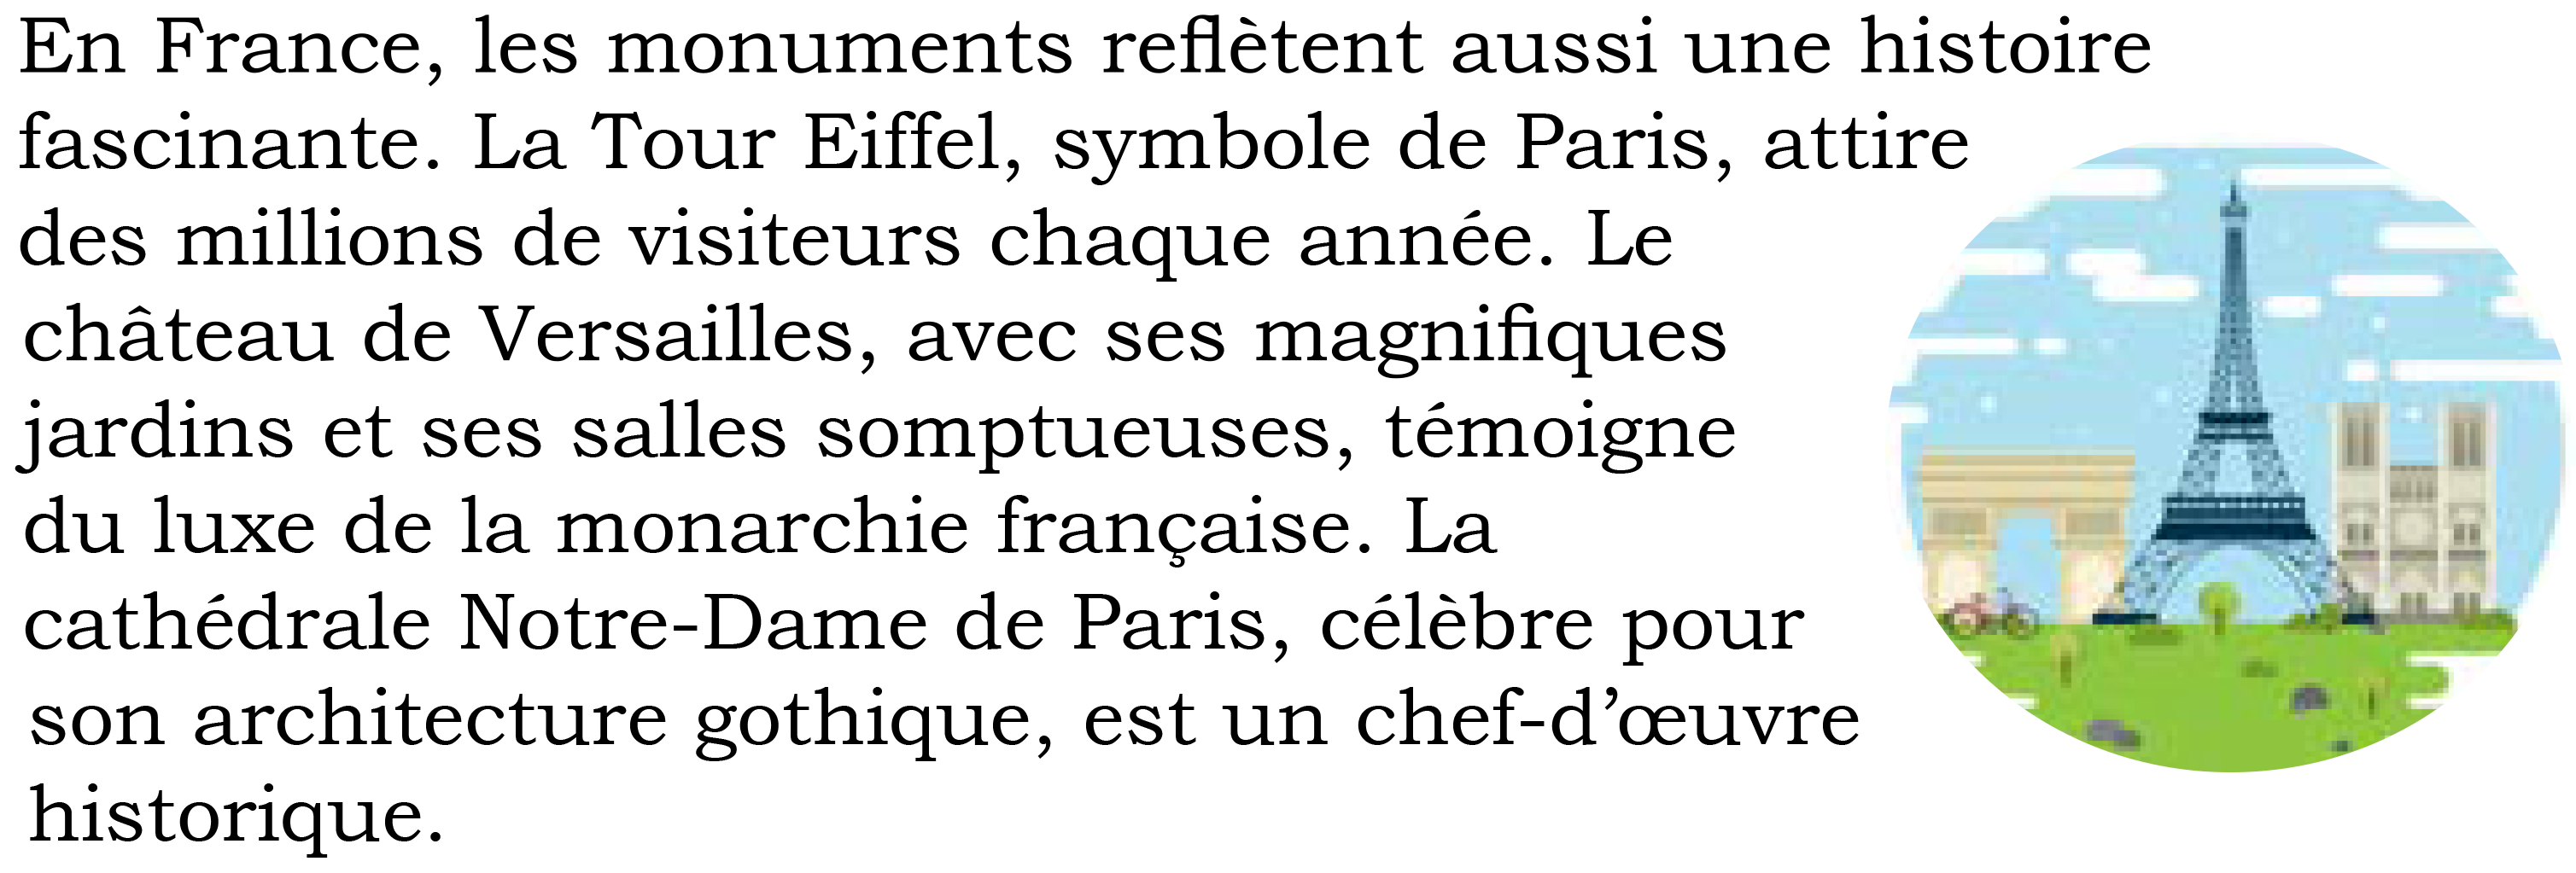 En France, les monuments reflètent aussi une histoire
fascinante. La Tour Eiffel, symbole de Paris, attire
des millions de visiteurs chaque année. Le
château de Versailles, avec ses magnifiques
jardins et ses salles somptueuses, témoigne
du luxe de la monarchie française. La
cathédrale Notre-Dame de Paris, célèbre pour
son architecture gothique, est un chef-d’œuvre
historique.